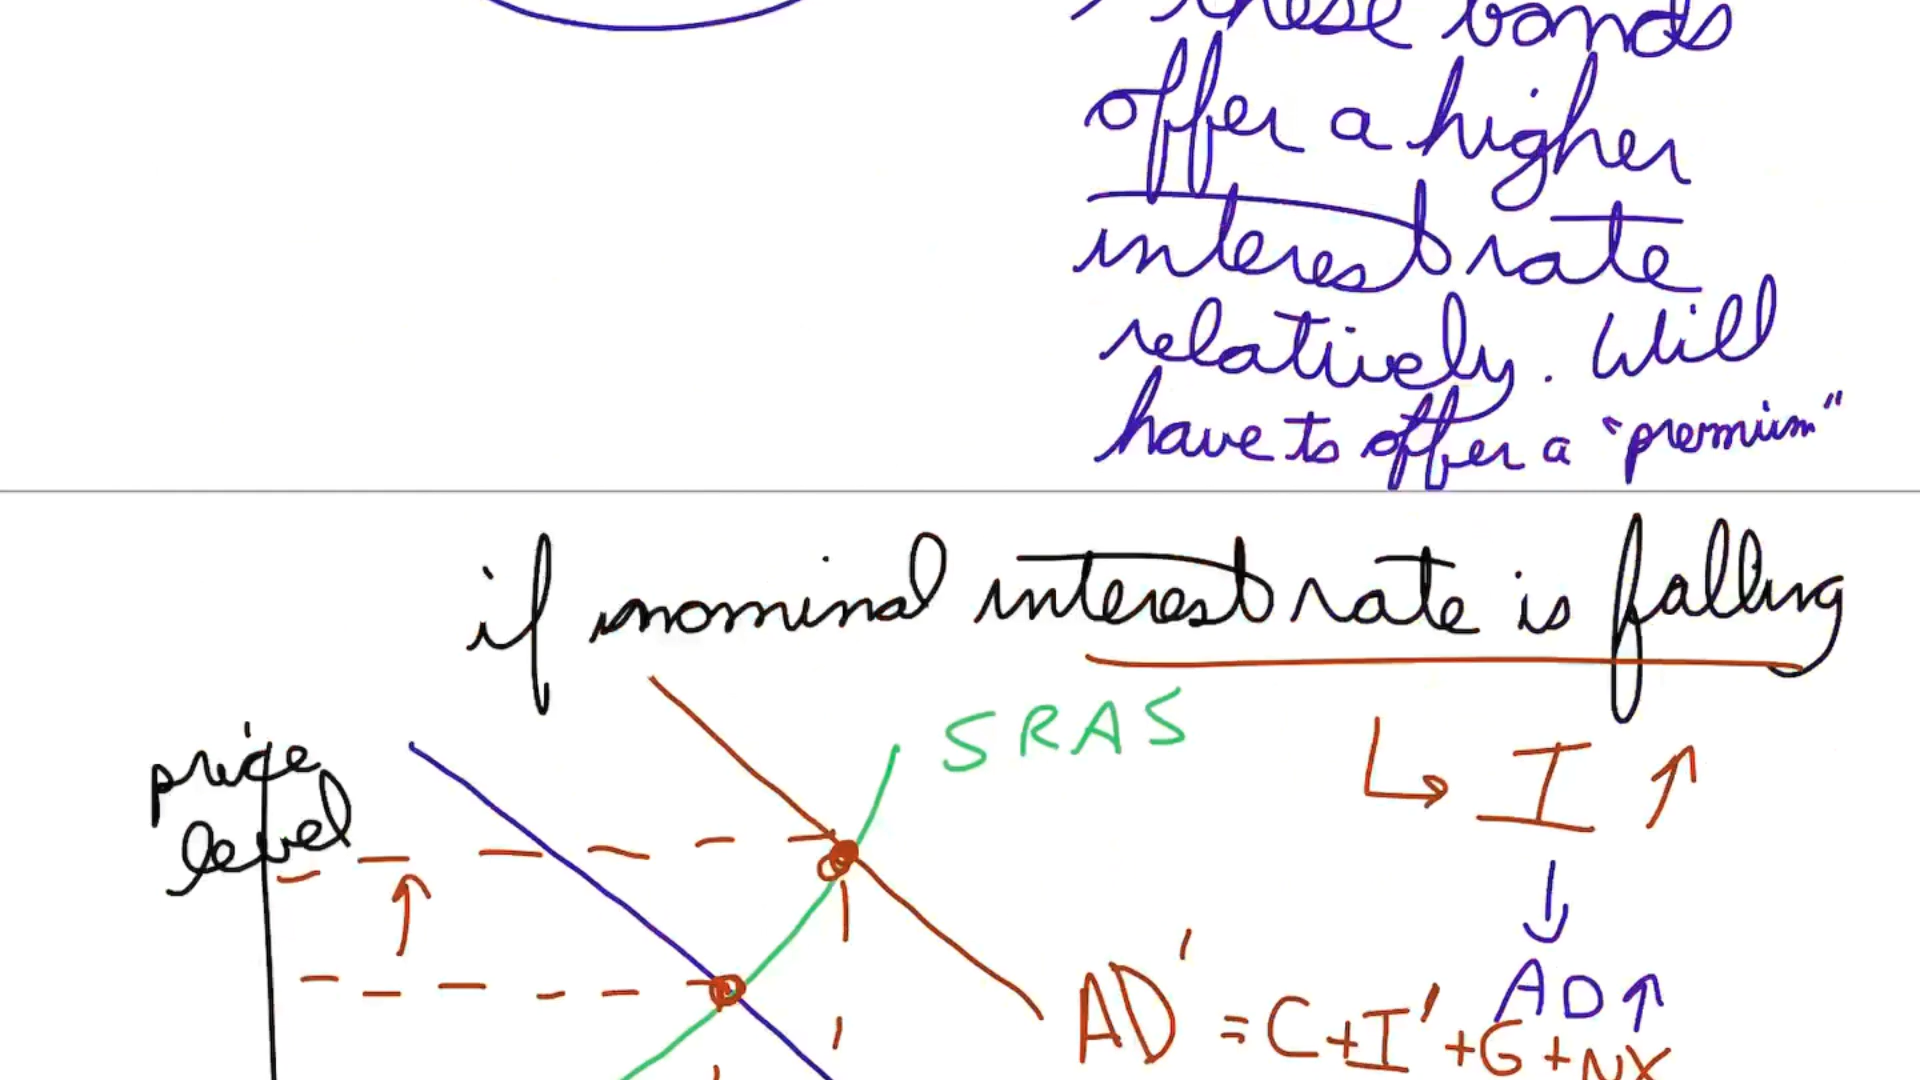 these bonds
offer a higher
interest rate
relatively. Will
have to offer a "premium"
if nominal interest rate is falling
price
level
SRAS
I ↑
↓
AD ↑
AD' = C+I'+G+NX